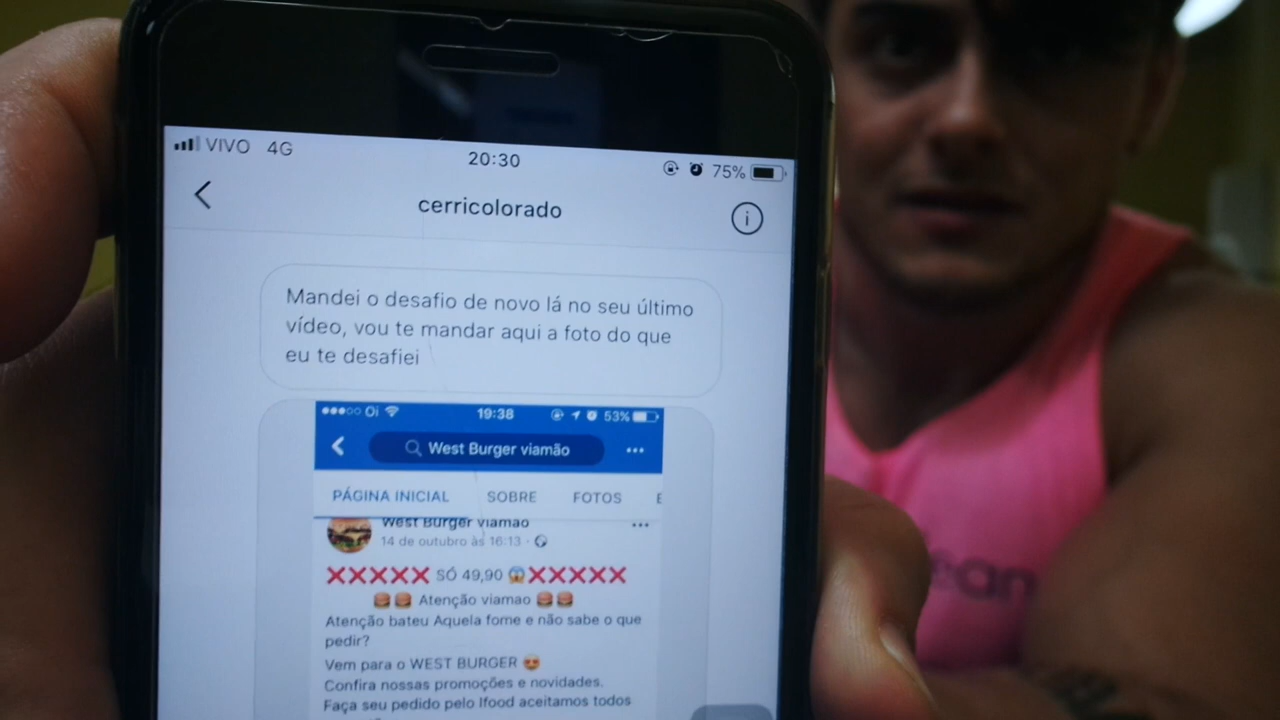 VIVO 4G 20:30 75%
cerricolorado
Mandei o desafio de novo lá no seu último
vídeo, vou te mandar aqui a foto do que
eu te desafiei
Oi 19:38 53%
West Burger viamão
PÁGINA INICIAL SOBRE FOTOS
West Burger viamao
14 de outubro às 16:13
❌❌❌❌❌ SÓ 49,90 😱❌❌❌❌❌
🍔🍔 Atenção viamao 🍔🍔
Atenção bateu Aquela fome e não sabe o que
pedir?
Vem para o WEST BURGER 😍
Confira nossas promoções e novidades.
Faça seu pedido pelo Ifood aceitamos todos